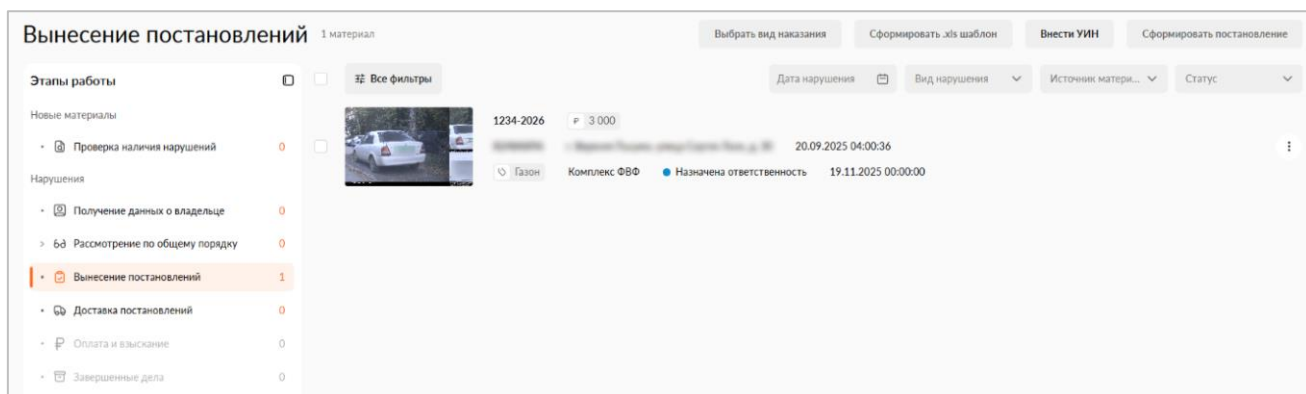 Вынесение постановлений 1 материал Выбрать вид наказания Сформировать .xls шаблон Внести УИН Сформировать постановление
Этапы работы
Все фильтры Дата нарушения Вид нарушения Источник матери... Статус
Новые материалы
Проверка наличия нарушений 0
Нарушения
Получение данных о владельце 0
Рассмотрение по общему порядку 0
Вынесение постановлений 1
Доставка постановлений 0
Оплата и взыскание 0
Завершенные дела 0
1234-2026 ₽ 3 000
20.09.2025 04:00:36
Газон Комплекс ФВФ Назначена ответственность 19.11.2025 00:00:00